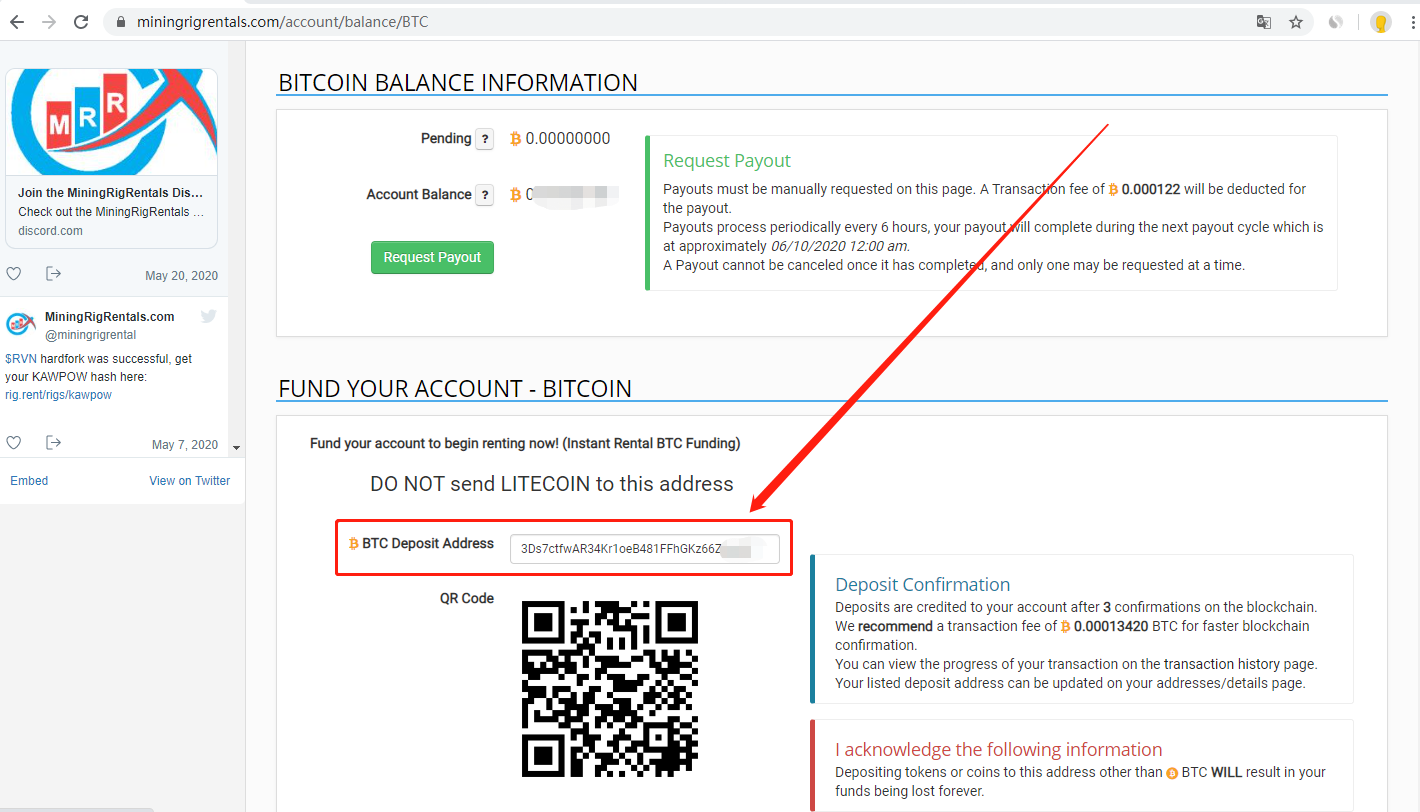 miningrigrentals.com/account/balance/BTC
MRR
Join the MiningRigRentals Dis...
Check out the MiningRigRentals ...
discord.com
May 20, 2020
MiningRigRentals.com
@miningrigrental
$RVN hardfork was successful, get
your KAWPOW hash here:
rig.rent/rigs/kawpow
May 7, 2020
Embed
View on Twitter
BITCOIN BALANCE INFORMATION
Pending ? 0.00000000
Account Balance ? 0
Request Payout
Request Payout
Payouts must be manually requested on this page. A Transaction fee of ₿ 0.000122 will be deducted for
the payout.
Payouts process periodically every 6 hours, your payout will complete during the next payout cycle which is
at approximately 06/10/2020 12:00 am.
A Payout cannot be canceled once it has completed, and only one may be requested at a time.
FUND YOUR ACCOUNT - BITCOIN
Fund your account to begin renting now! (Instant Rental BTC Funding)
DO NOT send LITECOIN to this address
₿ BTC Deposit Address
3Ds7ctfwAR34Kr1oeB481FFhGKz66Z
QR Code
Deposit Confirmation
Deposits are credited to your account after 3 confirmations on the blockchain.
We recommend a transaction fee of ₿ 0.00013420 BTC for faster blockchain
confirmation.
You can view the progress of your transaction on the transaction history page.
Your listed deposit address can be updated on your addresses/details page.
I acknowledge the following information
Depositing tokens or coins to this address other than ₿ BTC WILL result in your
funds being lost forever.